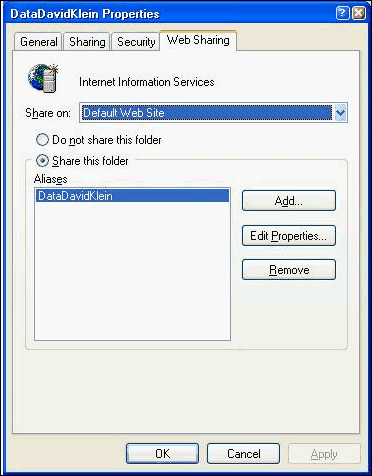 DataDavidKlein Properties
General Sharing Security Web Sharing
Internet Information Services
Share on: Default Web Site
Do not share this folder
Share this folder
Aliases
DataDavidKlein
Add...
Edit Properties...
Remove
OK Cancel Apply